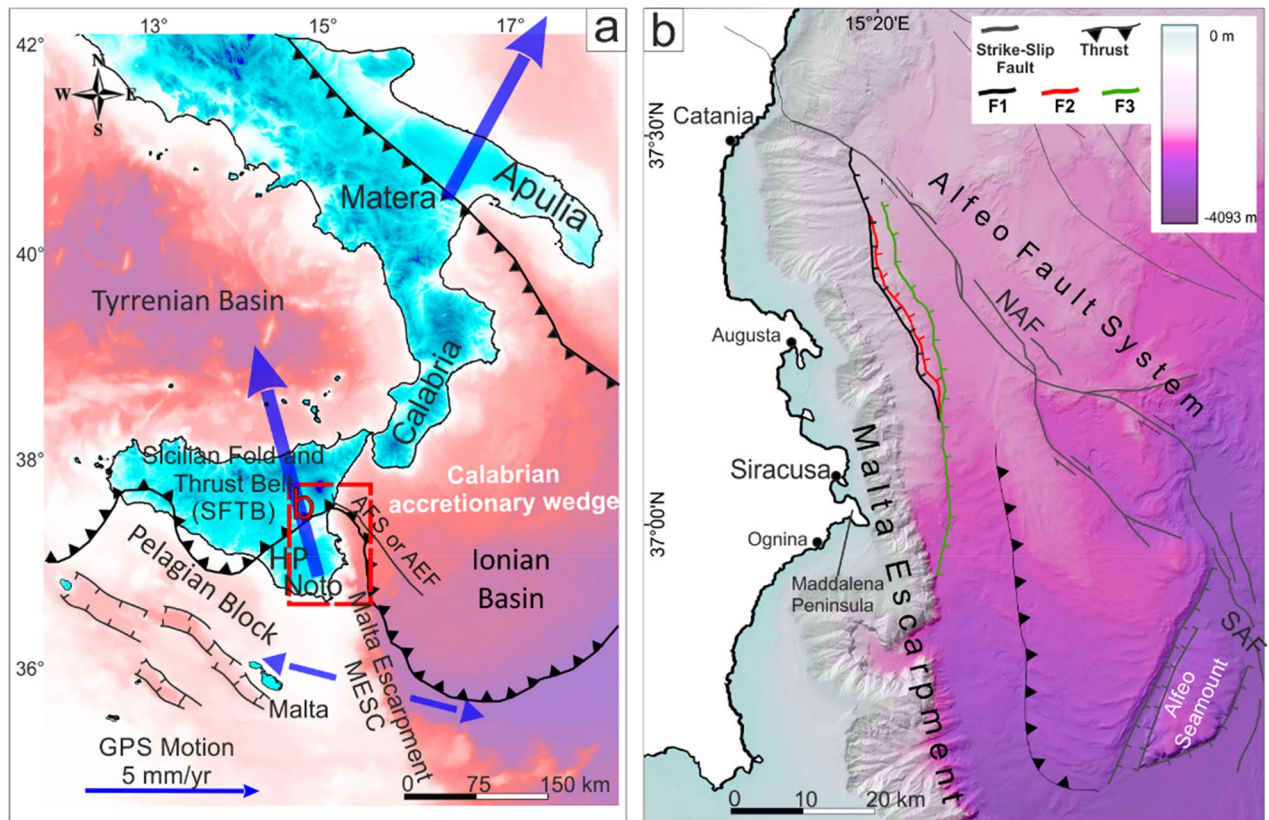 13°
15°
17°
a
42°
N
W
E
S
Matera
Apulia
40°
Tyrrenian Basin
Calabria
38°
Sicilian Fold and
Thrust Belt
(SFTB)
b
Calabrian
accretionary wedge
AFS or AEF
HP
Noto
Ionian
Basin
Pelagian Block
Malta Escarpment
MESC
36°
Malta
GPS Motion
5 mm/yr
0 75 150 km
b
15°20'E
Strike-Slip
Fault
Thrust
F1
F2
F3
0 m
-4093 m
37°30'N
Catania
Alfeo Fault System
NAF
Augusta
Malta Escarpment
Siracusa
37°00'N
Ognina
Maddalena
Peninsula
SAF
Alfeo
Seamount
0 10 20 km